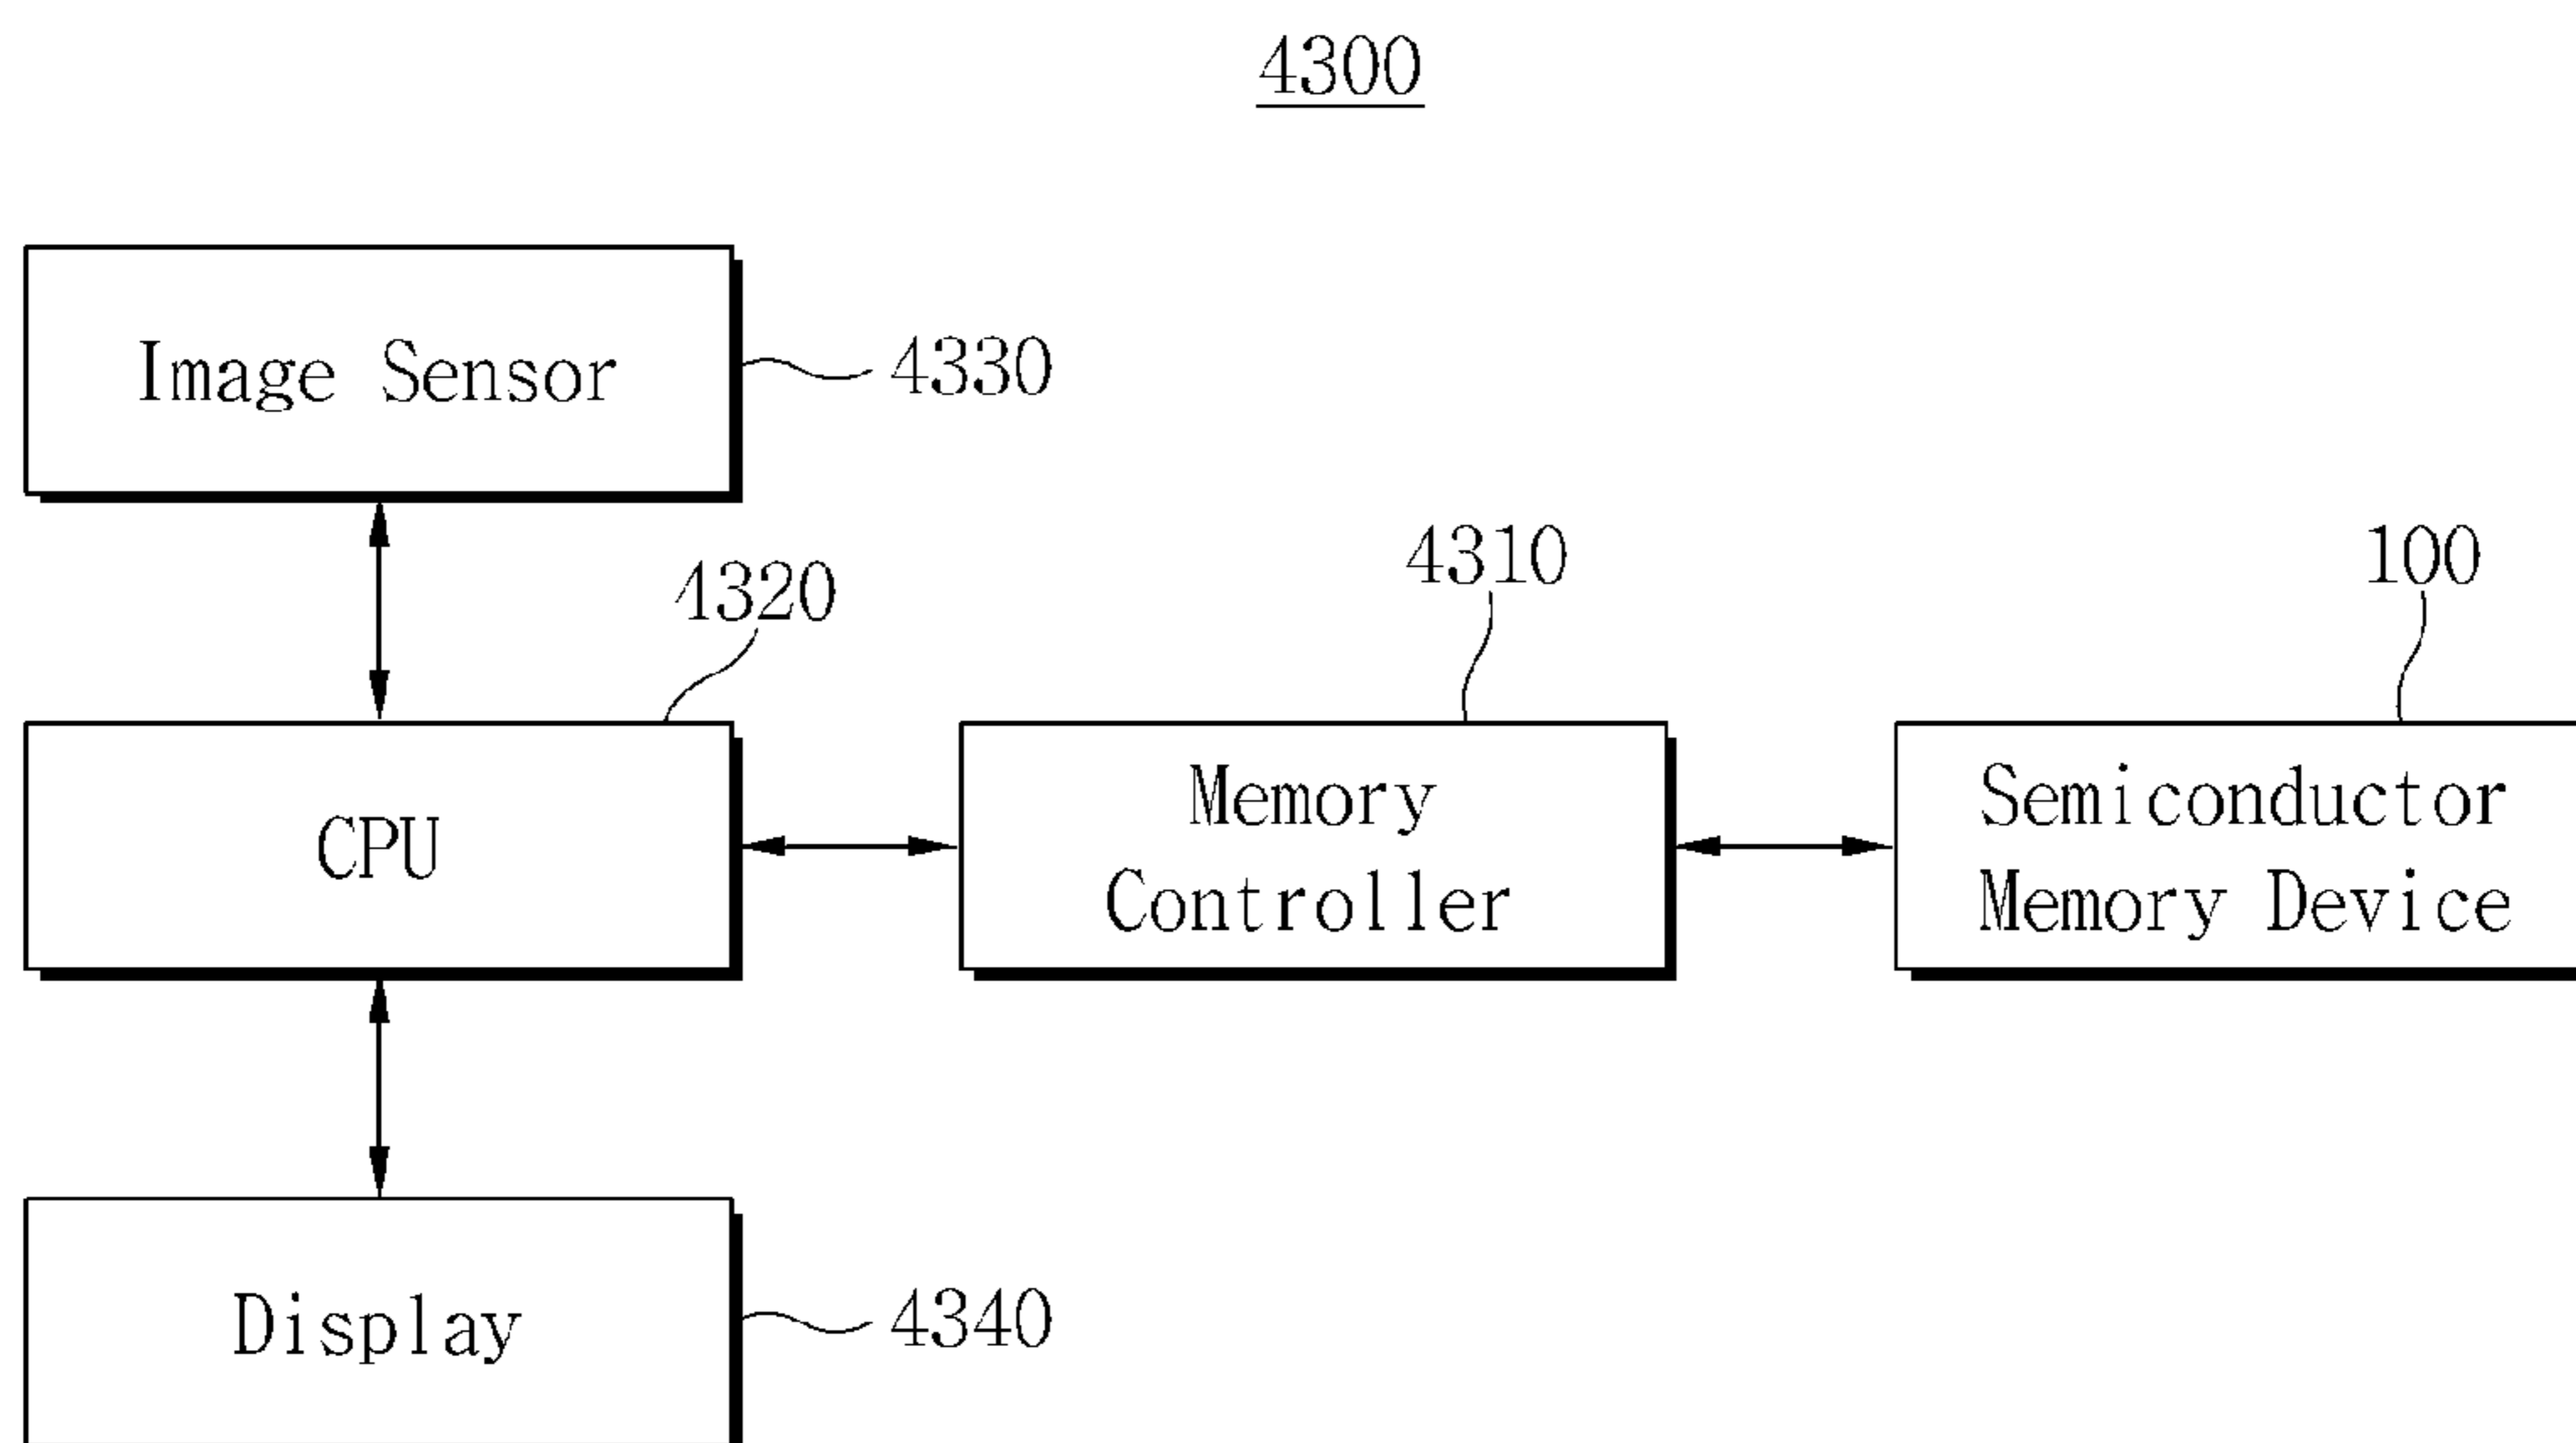 4300
Image Sensor
4330
4320
4310
100
CPU
Memory
Controller
Semiconductor
Memory Device
Display
4340